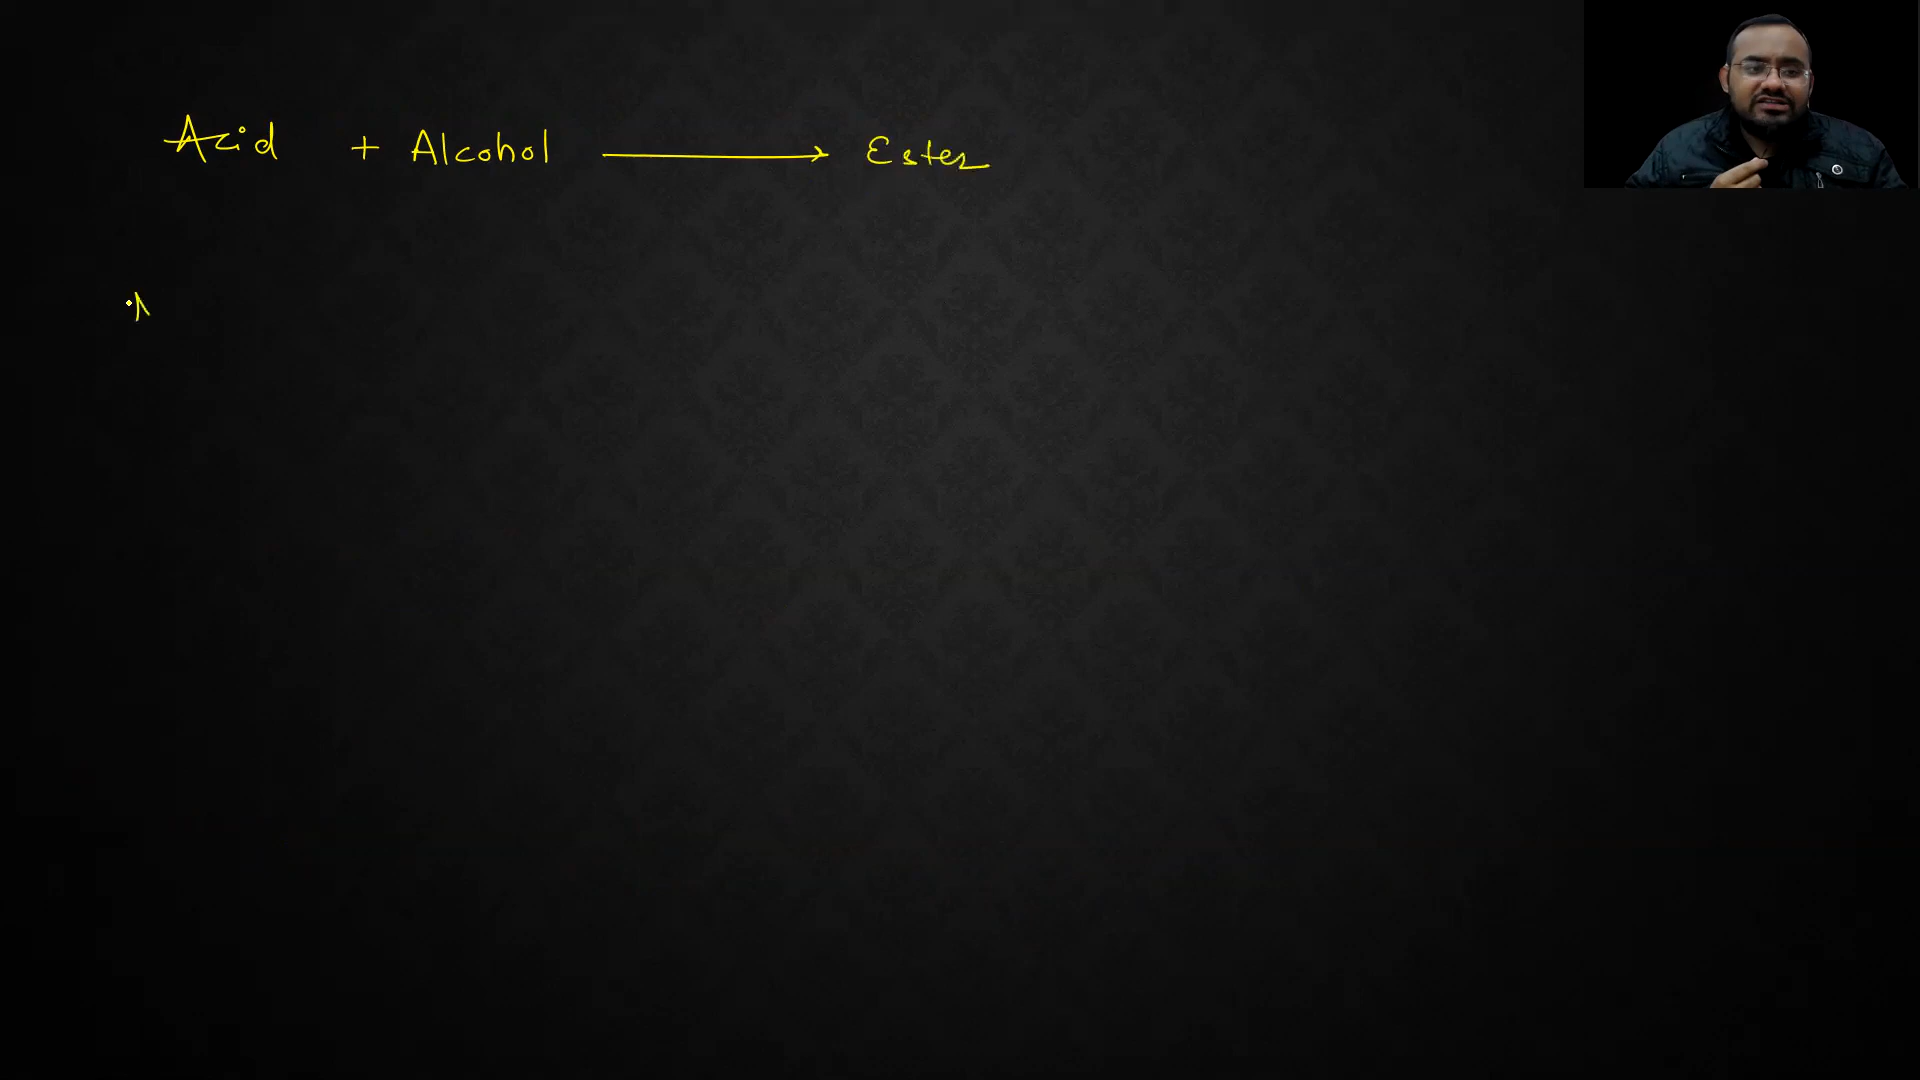 Acid + Alcohol ⟶ Ester